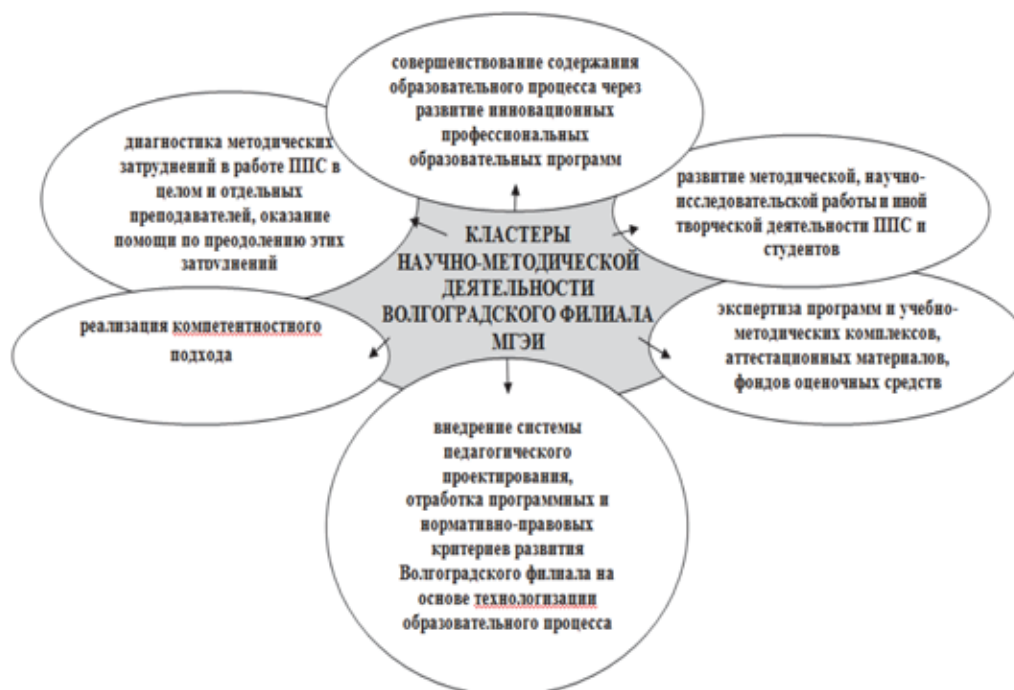 совершенствование содержания
образовательного процесса через
развитие инновационных
профессиональных
образовательных программ
диагностика методических
затруднений в работе ППС в
целом и отдельных
преподавателей, оказание
помощи по преодолению этих
затруднений
развитие методической, научно-
исследовательской работы и иной
творческой деятельности ППС и
студентов
КЛАСТЕРЫ
НАУЧНО-МЕТОДИЧЕСКОЙ
ДЕЯТЕЛЬНОСТИ
ВОЛГОГРАДСКОГО ФИЛИАЛА
МГЭИ
реализация компетентностного
подхода
экспертиза программ и учебно-
методических комплексов,
аттестационных материалов,
фондов оценочных средств
внедрение системы
педагогического
проектирования,
отработка программных и
нормативно-правовых
критериев развития
Волгоградского филиала на
основе технологизации
образовательного процесса